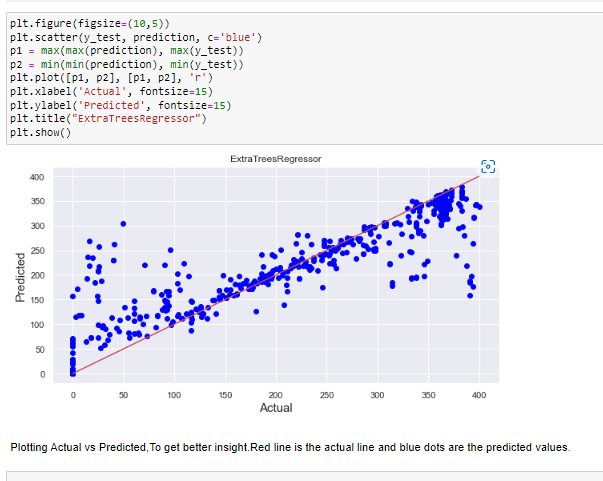 plt.figure(figsize=(10,5))
plt.scatter(y_test, prediction, c='blue')
p1 = max(max(prediction), max(y_test))
p2 = min(min(prediction), min(y_test))
plt.plot([p1, p2], [p1, p2], 'r')
plt.xlabel('Actual', fontsize=15)
plt.ylabel('Predicted', fontsize=15)
plt.title("ExtraTreesRegressor")
plt.show()
ExtraTreesRegressor
400
350
300
250
200
150
100
50
0
Predicted
0 50 100 150 200 250 300 350 400
Actual
Plotting Actual vs Predicted,To get better insight.Red line is the actual line and blue dots are the predicted values.